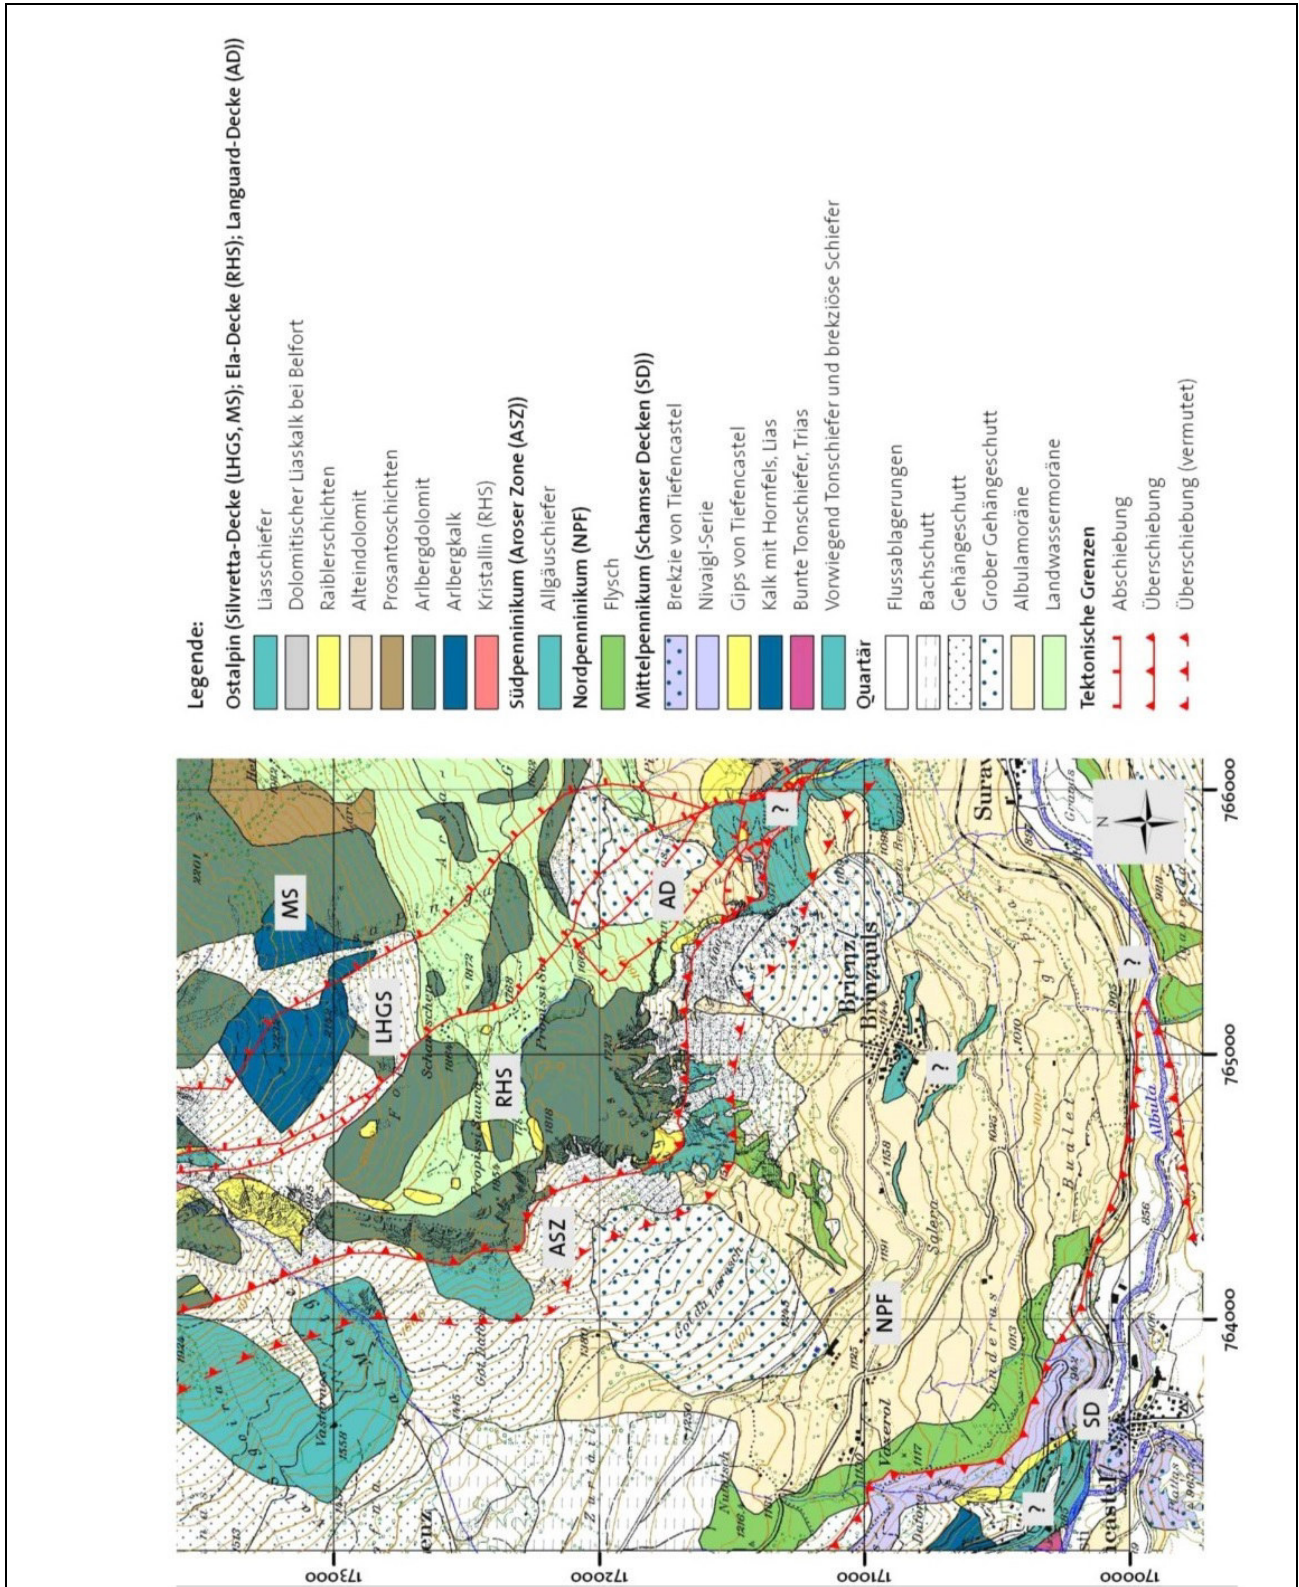 Legende:
Ostalpin (Silvretta-Decke (LHGS, MS); Ela-Decke (RHS); Languard-Decke (AD))
Liasschiefer
Dolomitischer Liaskalk bei Belfort
Raiblerschichten
Alteindolomit
Prosantoschichten
Arlbergdolomit
Arlbergkalk
Kristallin (RHS)
Südpenninikum (Aroser Zone (ASZ))
Allgäuschiefer
Nordpenninikum (NPF)
Flysch
Mittelpenninikum (Schamser Decken (SD))
Brekzie von Tiefencastel
Nivaigl-Serie
Gips von Tiefencastel
Kalk mit Hornfels, Lias
Bunte Tonschiefer, Trias
Vorwiegend Tonschiefer und brekziöse Schiefer
Quartär
Flussablagerungen
Bachschutt
Gehängeschutt
Grober Gehängeschutt
Albulamoräne
Landwassermoräne
Tektonische Grenzen
Abschiebung
Überschiebung
Überschiebung (vermutet)
MS
LHGS
RHS
AD
ASZ
NPF
SD
?
?
?
?
N
Brienz
Brinzauls
Surav
castel
enz
Vazerol
Albula
173000
172000
171000
170000
764000
765000
766000